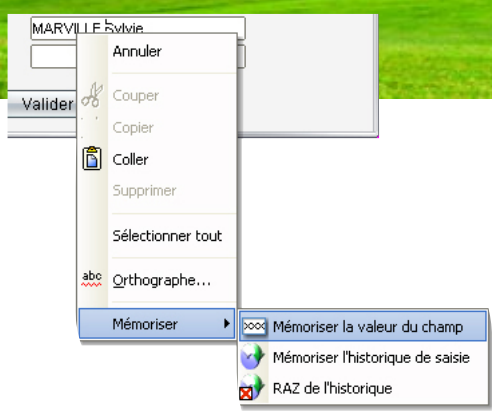 MARVILLE Sylvie
Annuler
Valider
Couper
Copier
Coller
Supprimer
Sélectionner tout
abc Orthographe...
Mémoriser
Mémoriser la valeur du champ
Mémoriser l'historique de saisie
RAZ de l'historique